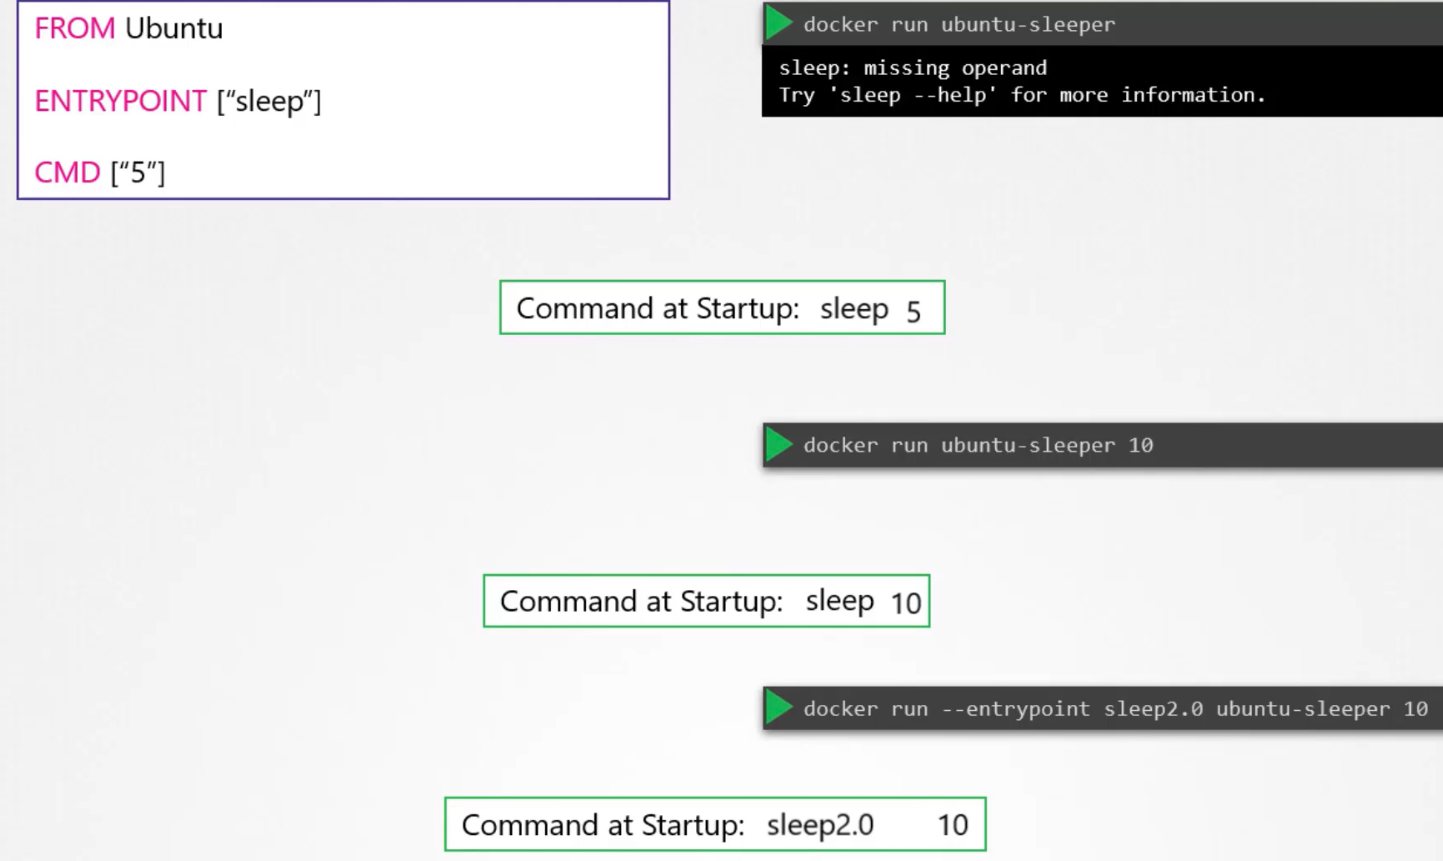 FROM Ubuntu
ENTRYPOINT [“sleep”]
CMD [“5”]
docker run ubuntu-sleeper
sleep: missing operand
Try 'sleep --help' for more information.
Command at Startup: sleep 5
docker run ubuntu-sleeper 10
Command at Startup: sleep 10
docker run --entrypoint sleep2.0 ubuntu-sleeper 10
Command at Startup: sleep2.0 10